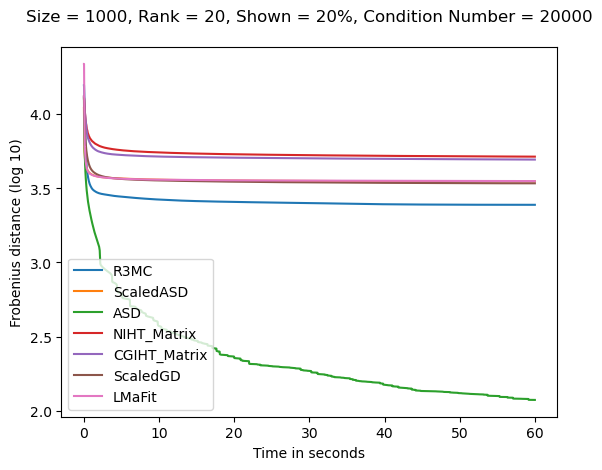 Size = 1000, Rank = 20, Shown = 20%, Condition Number = 20000
Frobenius distance (log 10)
4.0
3.5
3.0
2.5
2.0
R3MC
ScaledASD
ASD
NIHT_Matrix
CGIHT_Matrix
ScaledGD
LMaFit
0 10 20 30 40 50 60
Time in seconds